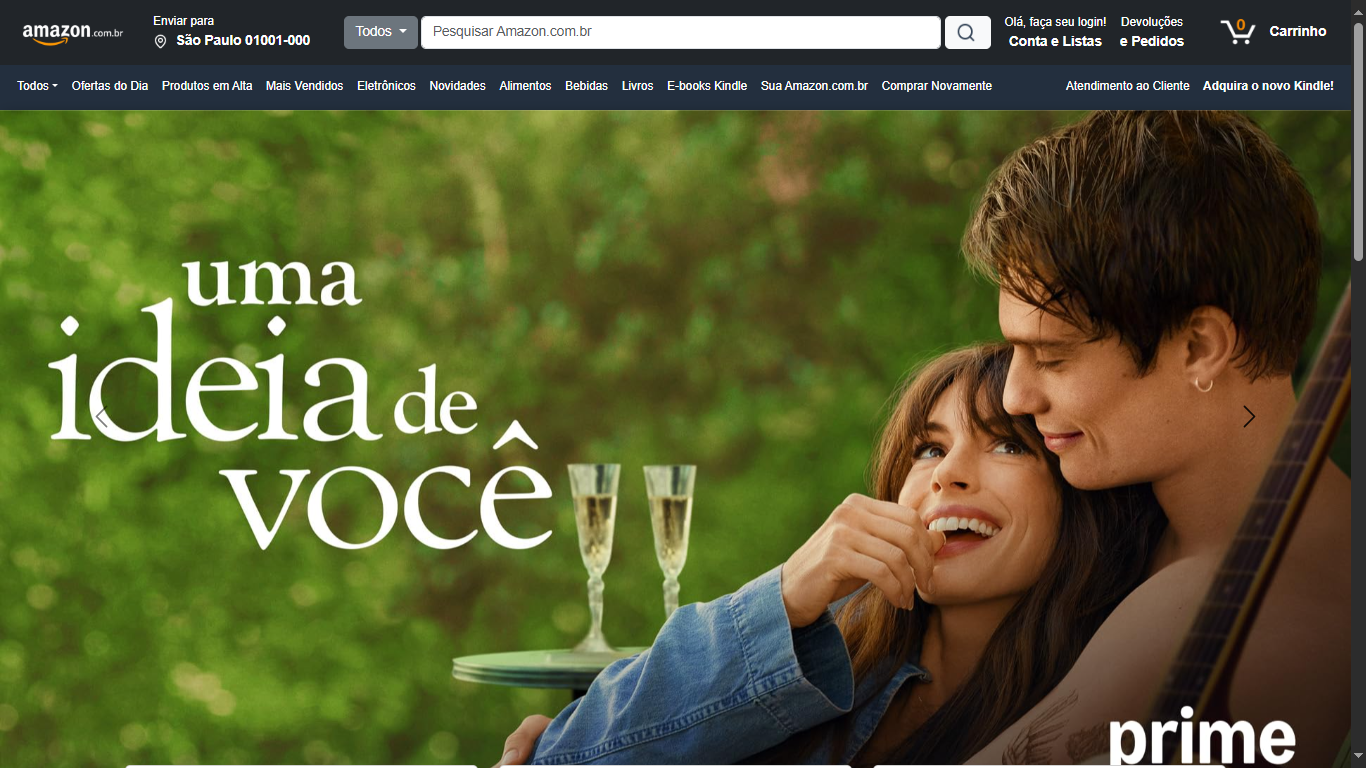 amazon.com.br
Enviar para
São Paulo 01001-000
Todos
Pesquisar Amazon.com.br
Olá, faça seu login!
Conta e Listas
Devoluções
e Pedidos
0
Carrinho
Todos
Ofertas do Dia
Produtos em Alta
Mais Vendidos
Eletrônicos
Novidades
Alimentos
Bebidas
Livros
E-books Kindle
Sua Amazon.com.br
Comprar Novamente
Atendimento ao Cliente
Adquira o novo Kindle!
uma
ideia de
você
prime